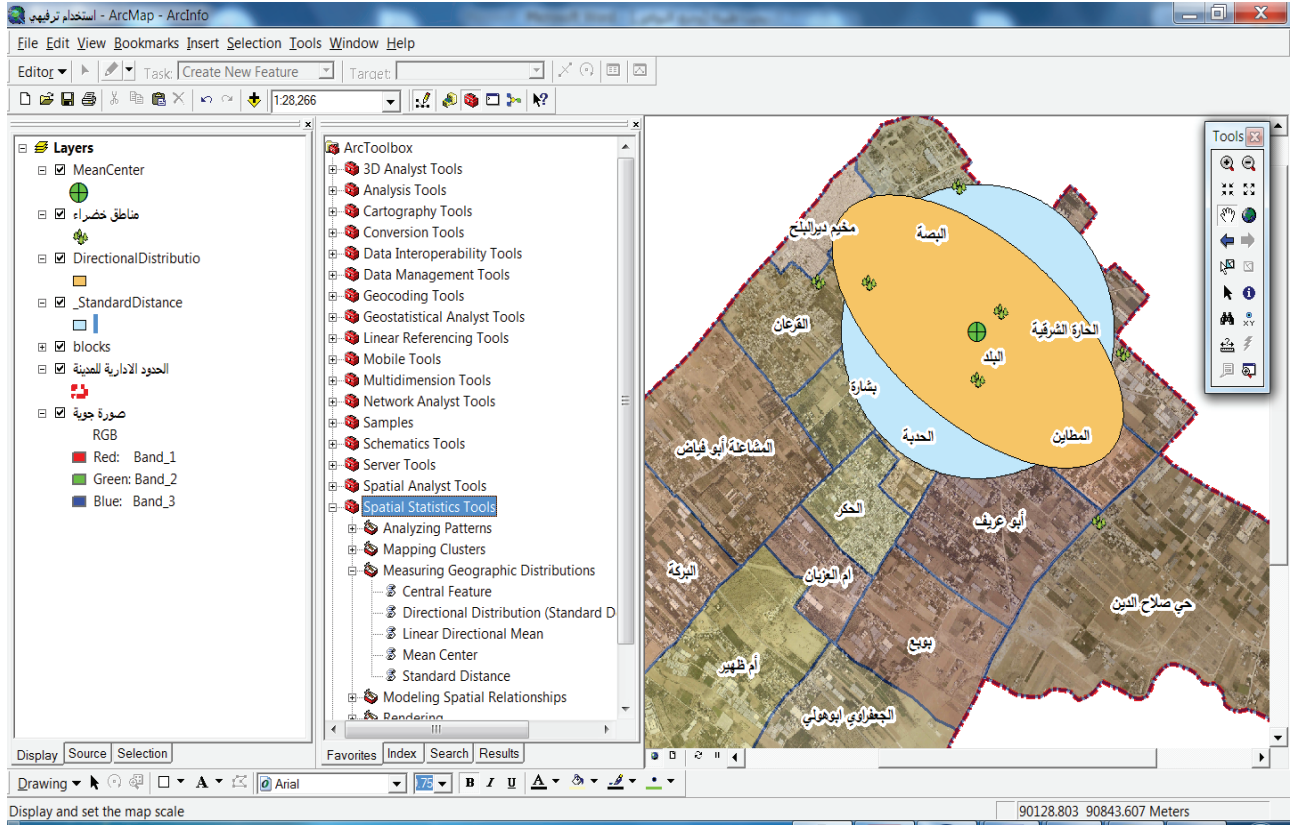 استخدام ترفيهي - ArcMap - ArcInfo
File Edit View Bookmarks Insert Selection Tools Window Help
Editor Task: Create New Feature Target:
1:28,266
Layers
MeanCenter
مناطق خضراء
DirectionalDistributio
_StandardDistance
blocks
الحدود الادارية للمدينة
صورة جوية
RGB
Red: Band_1
Green: Band_2
Blue: Band_3
Display Source Selection
ArcToolbox
3D Analyst Tools
Analysis Tools
Cartography Tools
Conversion Tools
Data Interoperability Tools
Data Management Tools
Geocoding Tools
Geostatistical Analyst Tools
Linear Referencing Tools
Mobile Tools
Multidimension Tools
Network Analyst Tools
Samples
Schematics Tools
Server Tools
Spatial Analyst Tools
Spatial Statistics Tools
Analyzing Patterns
Mapping Clusters
Measuring Geographic Distributions
Central Feature
Directional Distribution (Standard D
Linear Directional Mean
Mean Center
Standard Distance
Modeling Spatial Relationships
Rendering
Favorites Index Search Results
Tools
مخيم ديرالبلح
البصة
القرعان
الحارة الشرقية
البلد
بشارة
الحدبة
المطاين
المشاعلة أبو فياض
الحكر
أبو عريف
البركة
ام العزبان
حي صلاح الدين
بوبع
أم ظهير
الجعفراوي ابوهولي
Drawing Arial 75 B I U A
Display and set the map scale
90128.803 90843.607 Meters